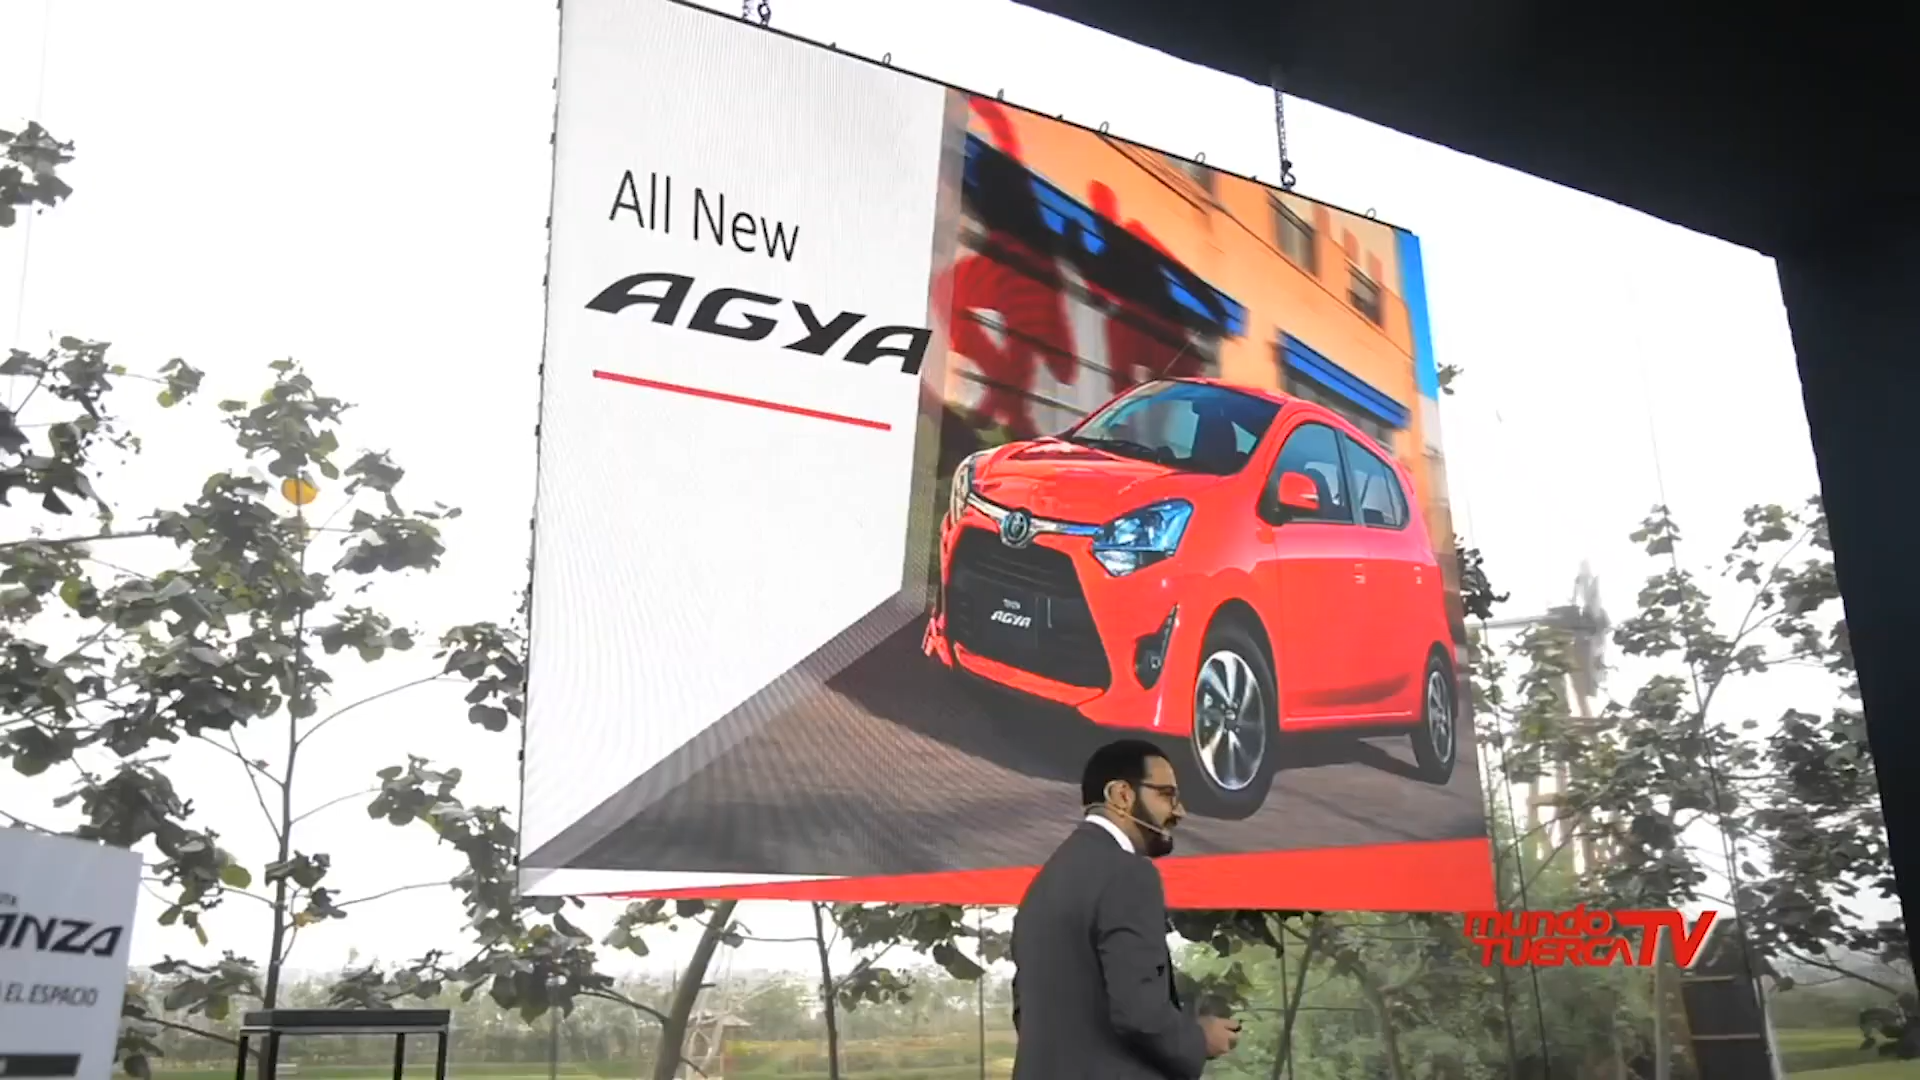 All New
AGYA
AGYA
ANZA
EL ESPACIO
mundo
TUERCA TV